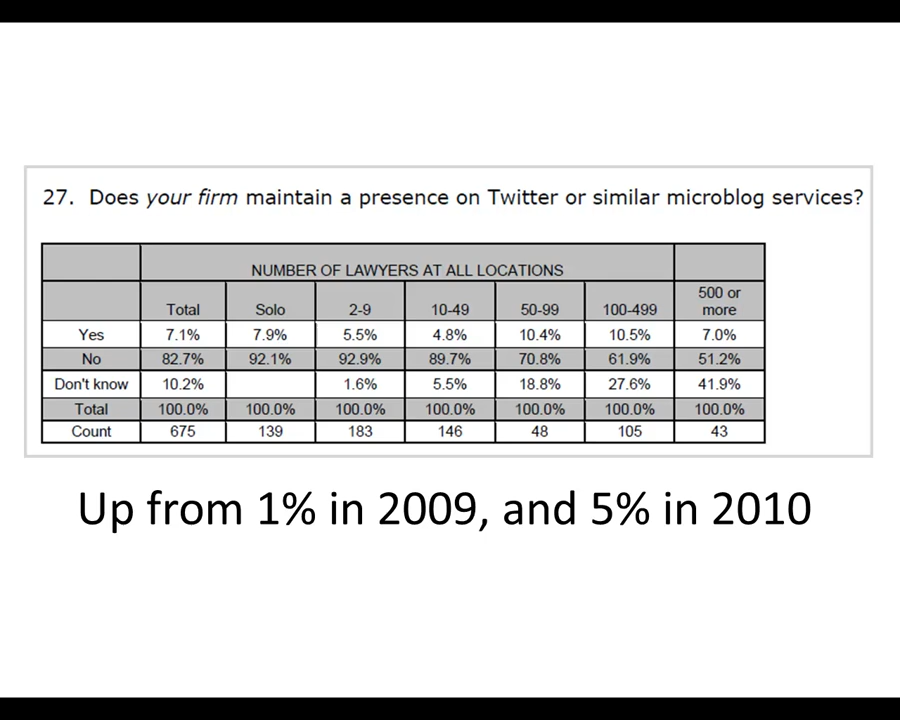 27. Does your firm maintain a presence on Twitter or similar microblog services?
NUMBER OF LAWYERS AT ALL LOCATIONS
Total Solo 2-9 10-49 50-99 100-499 500 or more
Yes 7.1% 7.9% 5.5% 4.8% 10.4% 10.5% 7.0%
No 82.7% 92.1% 92.9% 89.7% 70.8% 61.9% 51.2%
Don't know 10.2% 1.6% 5.5% 18.8% 27.6% 41.9%
Total 100.0% 100.0% 100.0% 100.0% 100.0% 100.0% 100.0%
Count 675 139 183 146 48 105 43
Up from 1% in 2009, and 5% in 2010